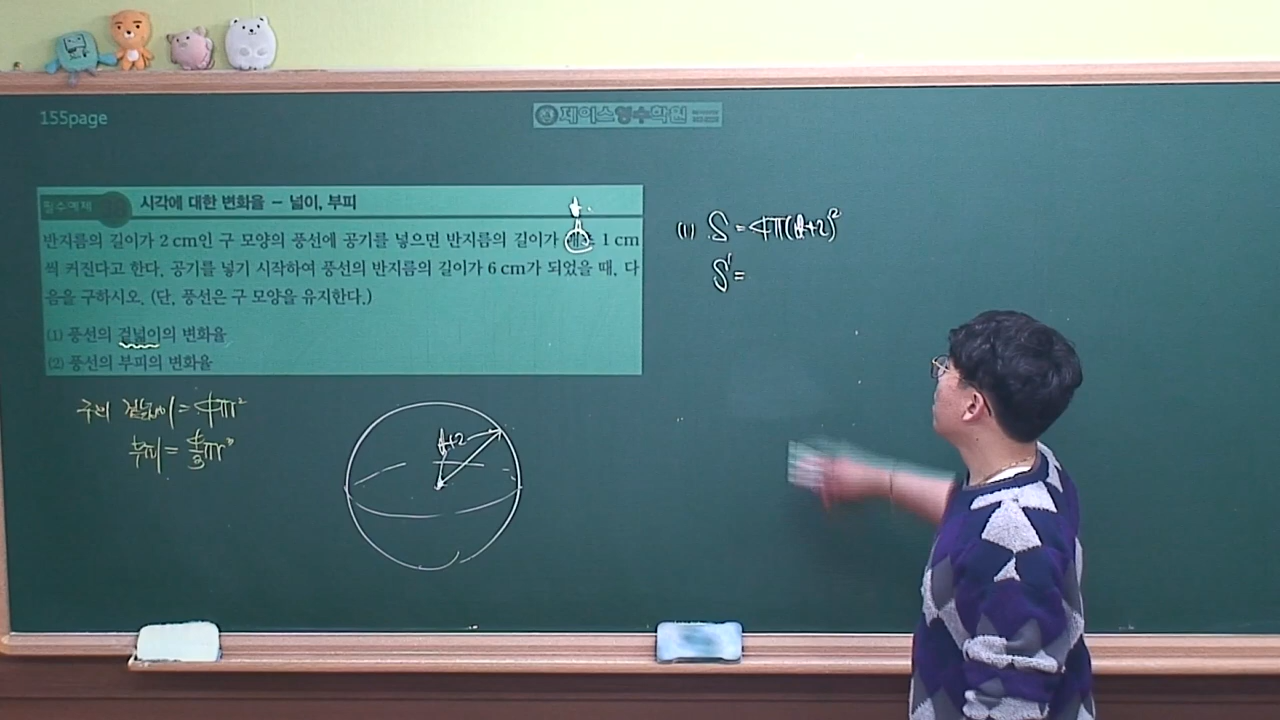 155page
제이스영수학원
필수예제
시각에 대한 변화율 - 넓이, 부피
반지름의 길이가 2 cm인 구 모양의 풍선에 공기를 넣으면 반지름의 길이가 매초 1 cm
씩 커진다고 한다. 공기를 넣기 시작하여 풍선의 반지름의 길이가 6 cm가 되었을 때, 다
음을 구하시오. (단, 풍선은 구 모양을 유지한다.)
(1) 풍선의 겉넓이의 변화율
(2) 풍선의 부피의 변화율
t
구의 겉넓이 = 4πr²
부피 = 4/3 πr³
t+2
(1) S = 4π(t+2)²
S' =